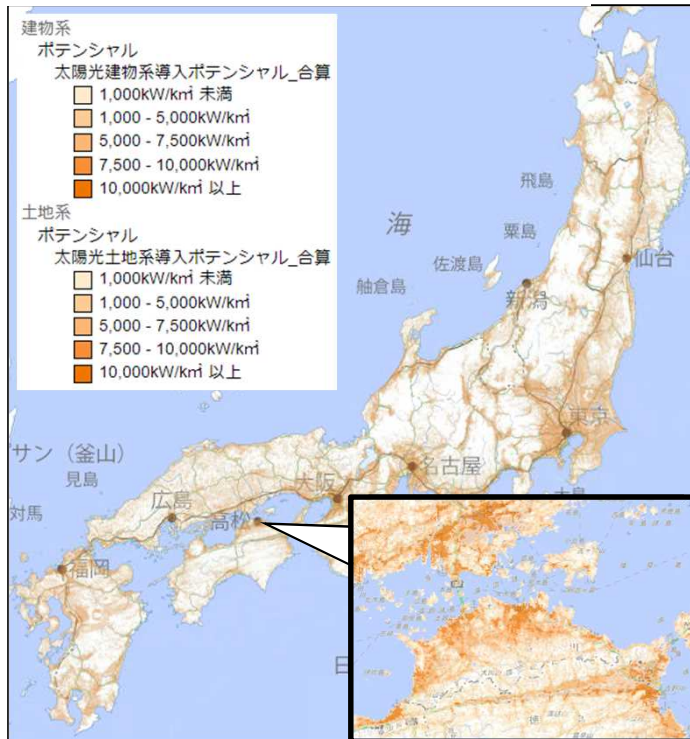 建物系
ポテンシャル
太陽光建物系導入ポテンシャル_合算
1,000kW/k㎡ 未満
1,000 - 5,000kW/k㎡
5,000 - 7,500kW/k㎡
7,500 - 10,000kW/k㎡
10,000kW/k㎡ 以上
土地系
ポテンシャル
太陽光土地系導入ポテンシャル_合算
1,000kW/k㎡ 未満
1,000 - 5,000kW/k㎡
5,000 - 7,500kW/k㎡
7,500 - 10,000kW/k㎡
10,000kW/k㎡ 以上
飛島
海
粟島
佐渡島
仙台
舳倉島
新潟
東京
サン（釜山）
名古屋
見島
大阪
対馬
広島
高松
福岡